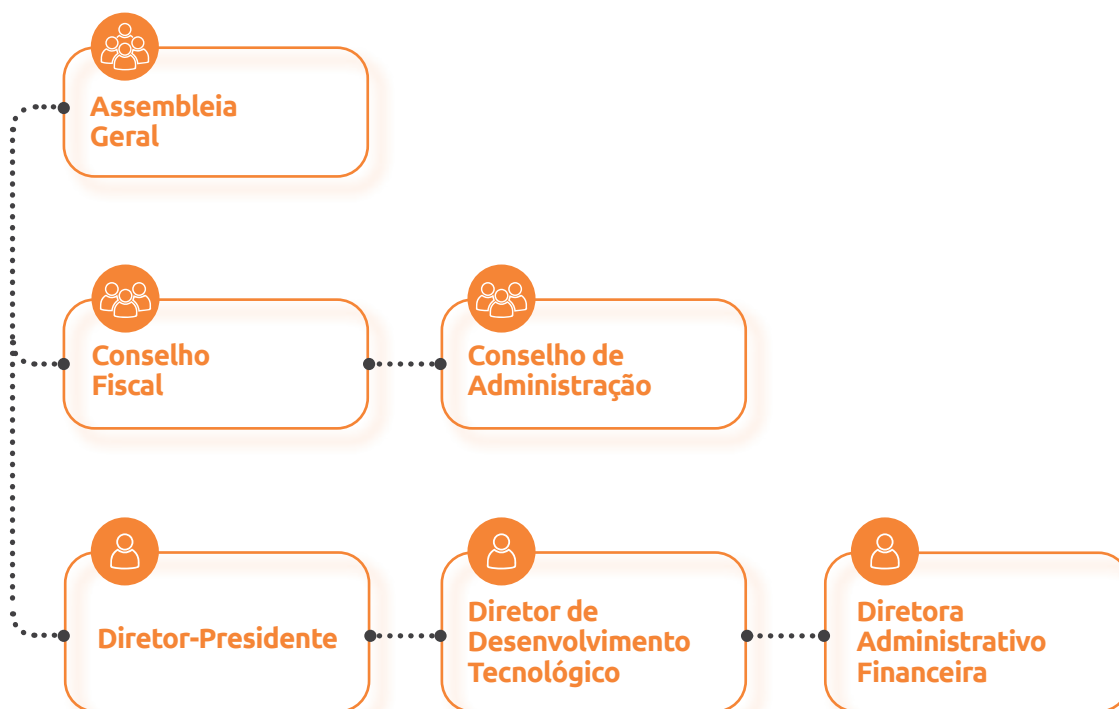 Assembleia
Geral
Conselho
Fiscal
Conselho de
Administração
Diretor-Presidente
Diretor de
Desenvolvimento
Tecnológico
Diretora
Administrativo
Financeira